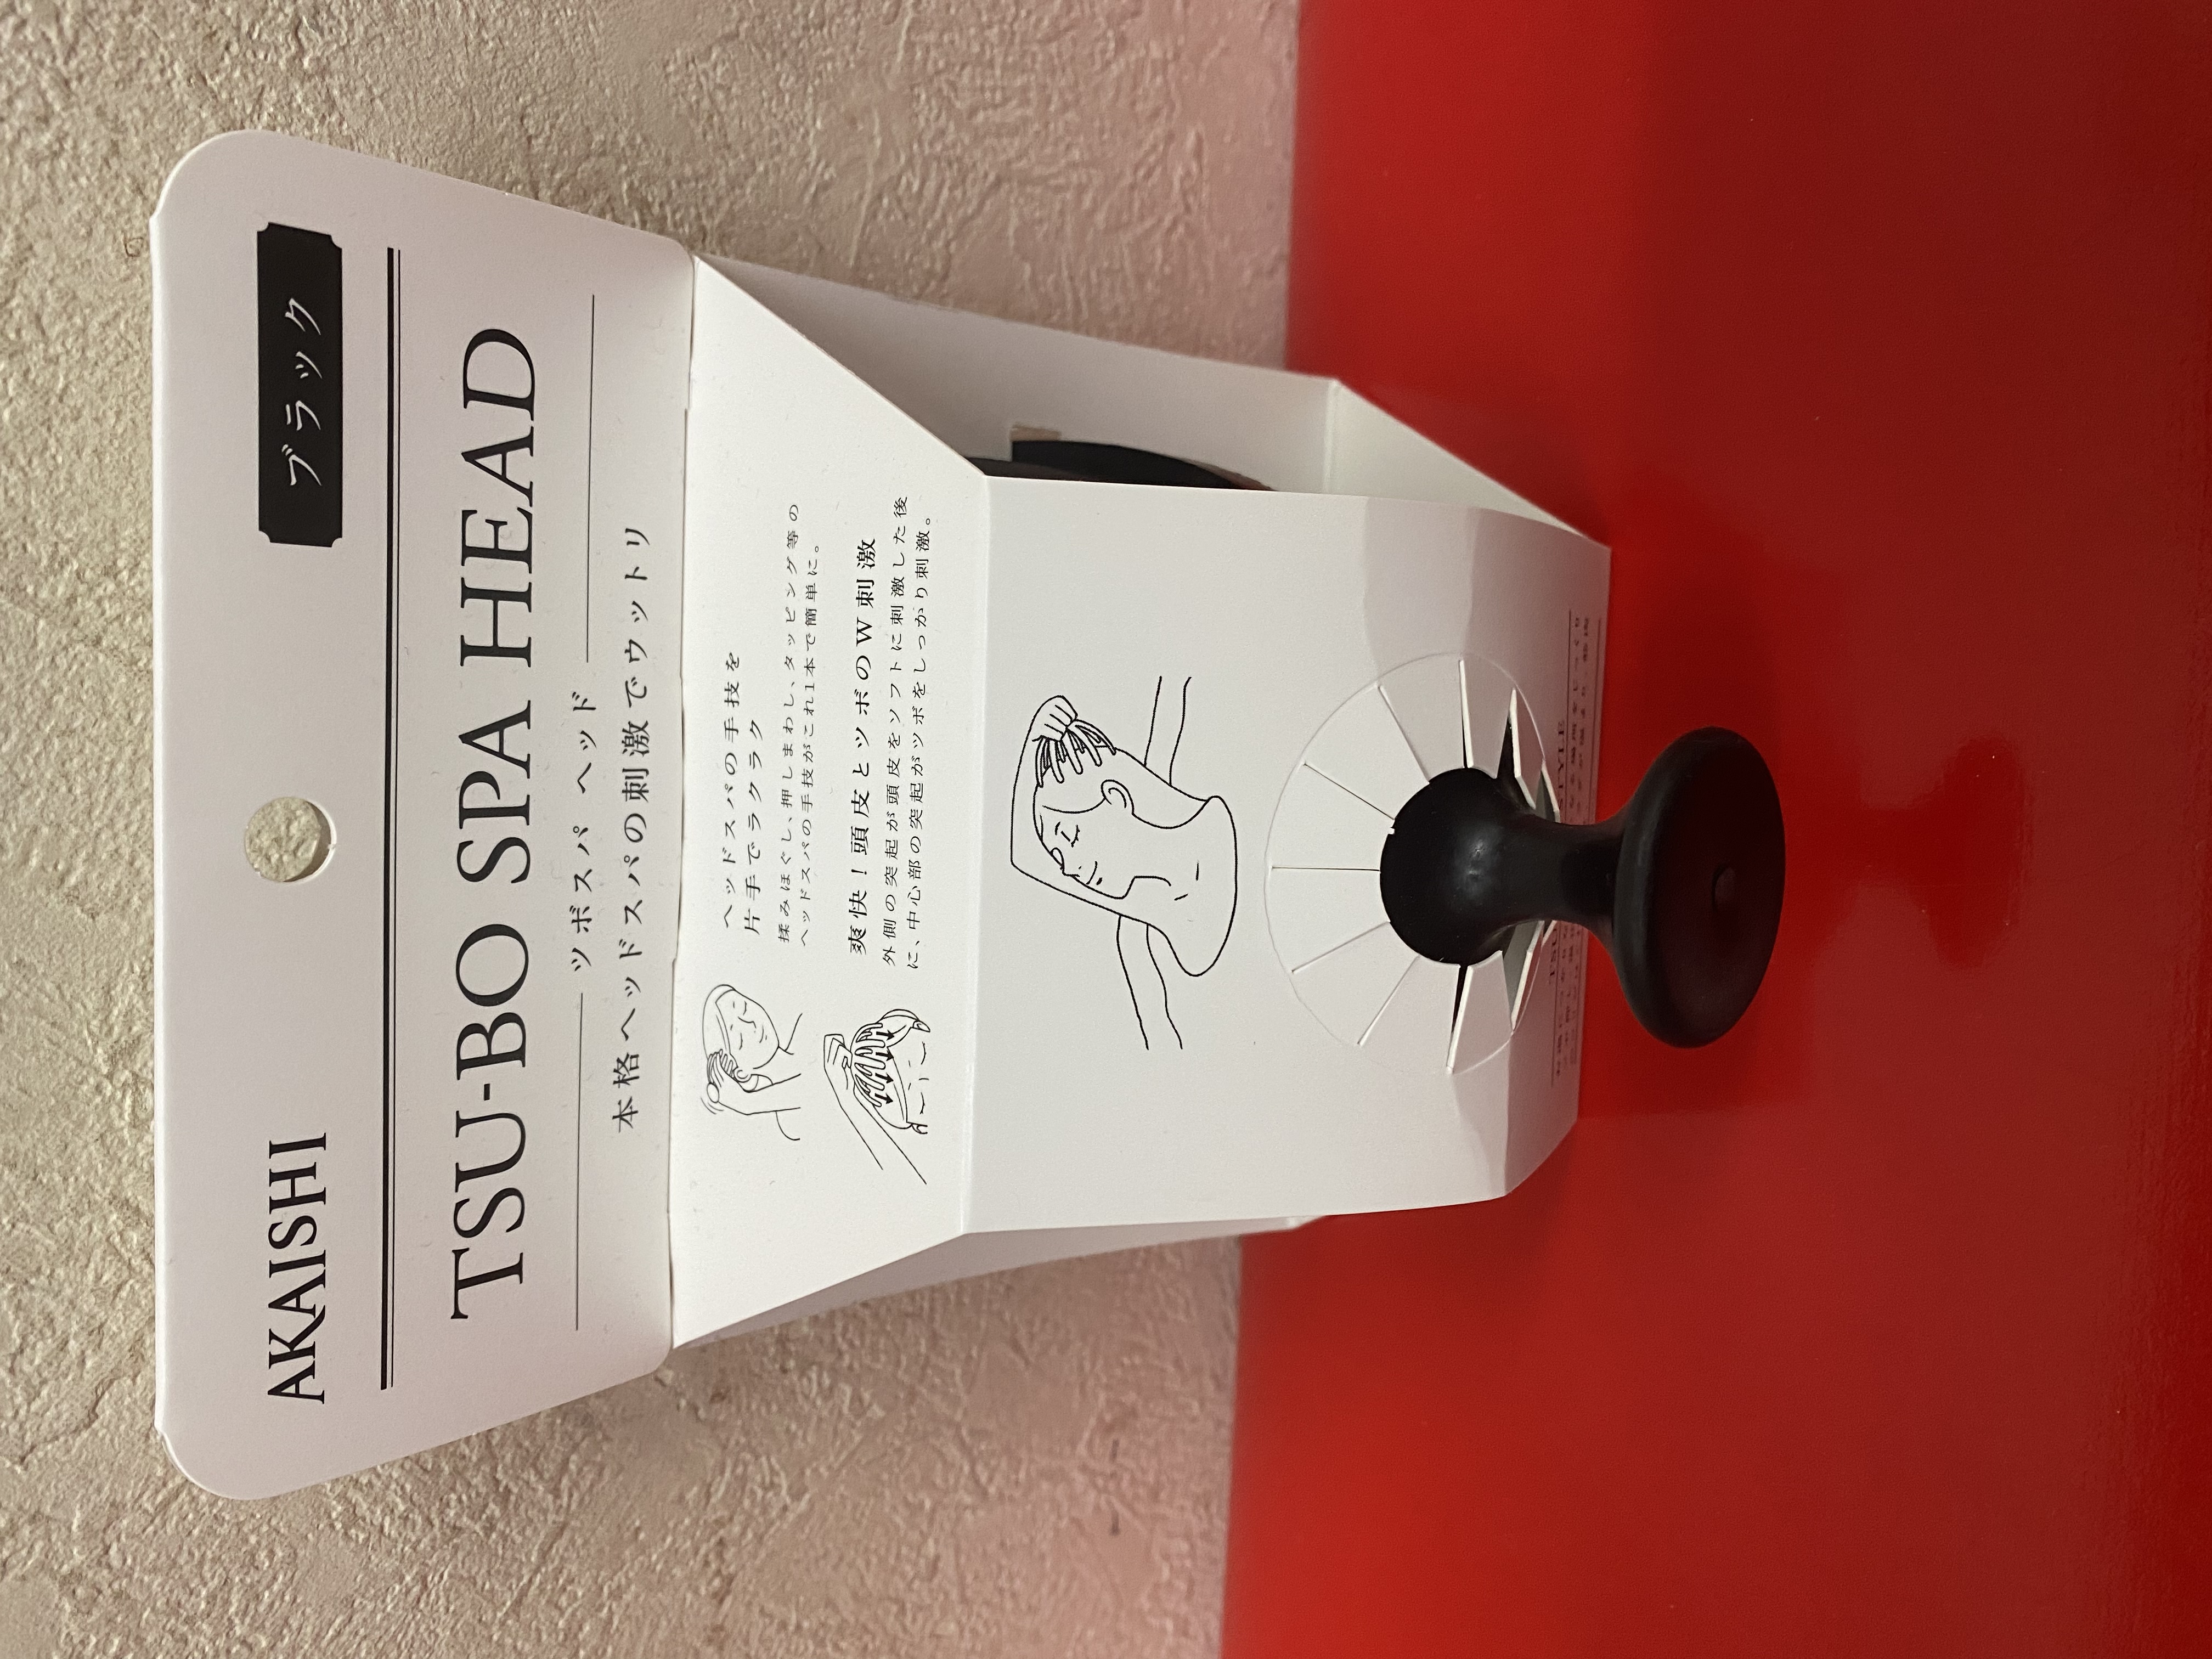 AKAISHI
ブラック
TSU-BO SPA HEAD
ツボスパ ヘッド
本格ヘッドスパの刺激でウットリ
ヘッドスパの手技を
片手でラクラク
揉みほぐし、押しまわし、タッピング等の
ヘッドスパの手技がこれ1本で簡単に。
爽快！頭皮とツボのW刺激
外側の突起が頭皮をソフトに刺激した後
に、中心部の突起がツボをしっかり刺激。